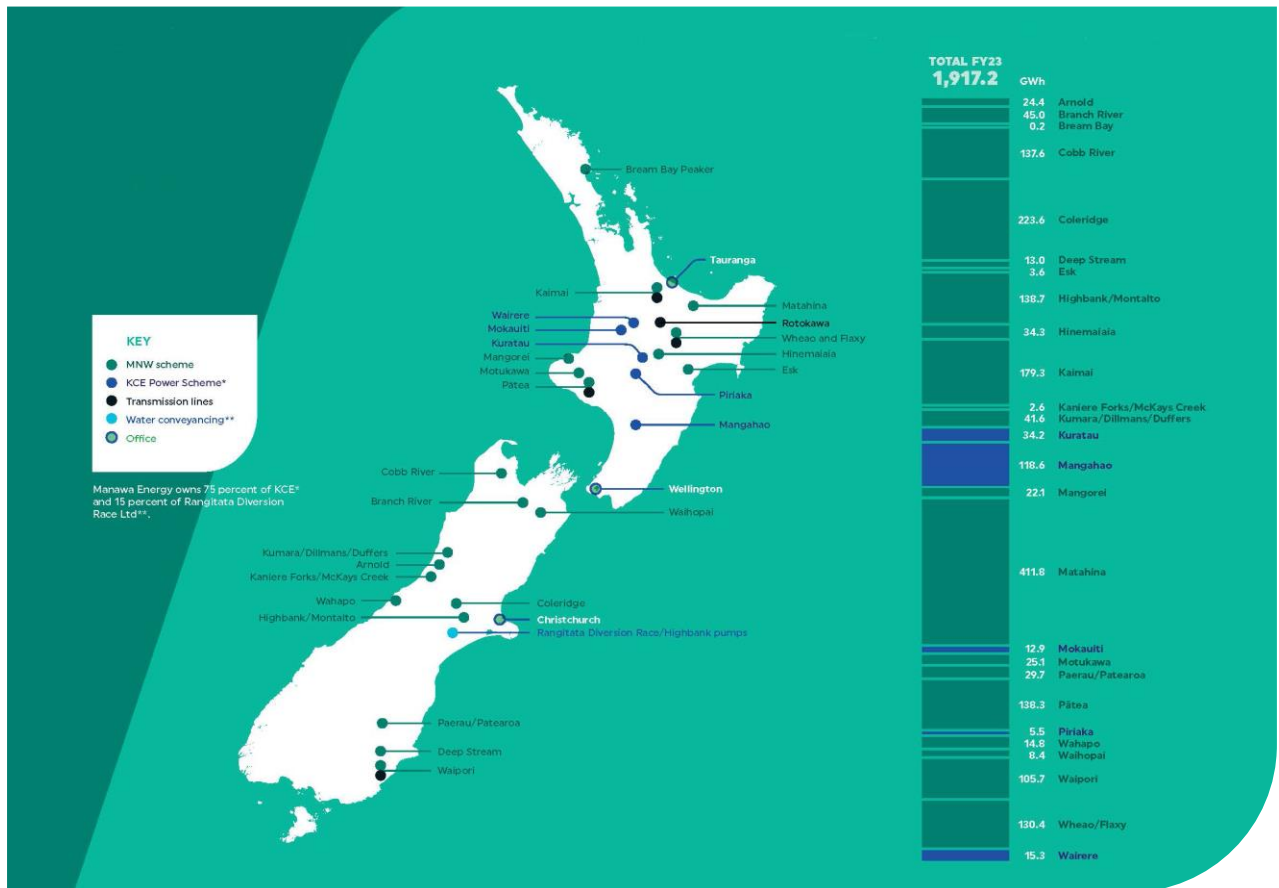 TOTAL FY23
1,917.2 GWh
24.4 Arnold
45.0 Branch River
0.2 Bream Bay
137.6 Cobb River
223.6 Coleridge
13.0 Deep Stream
3.6 Esk
138.7 Highbank/Montalto
34.3 Hinemaiaia
179.3 Kaimai
2.6 Kaniere Forks/McKays Creek
41.6 Kumara/Dillmans/Duffers
34.2 Kuratau
118.6 Mangahao
22.1 Mangorei
411.8 Matahina
12.9 Mokauiti
25.1 Motukawa
29.7 Paerau/Patearoa
138.3 Pātea
5.5 Piriaka
14.8 Wahapo
8.4 Waihopai
105.7 Waipori
130.4 Wheao/Flaxy
15.3 Wairere
Bream Bay Peaker
Tauranga
Kaimai
Matahina
Wairere
Rotokawa
Mokauiti
Wheao and Flaxy
Kuratau
Hinemaiaia
Mangorei
Esk
Motukawa
Pātea
Piriaka
Mangahao
Cobb River
Wellington
Branch River
Waihopai
Kumara/Dillmans/Duffers
Arnold
Kaniere Forks/McKays Creek
Wahapo
Coleridge
Highbank/Montalto
Christchurch
Rangitata Diversion Race/Highbank pumps
Paerau/Patearoa
Deep Stream
Waipori
KEY
MNW scheme
KCE Power Scheme*
Transmission lines
Water conveyancing**
Office
Manawa Energy owns 75 percent of KCE*
and 15 percent of Rangitata Diversion
Race Ltd**.